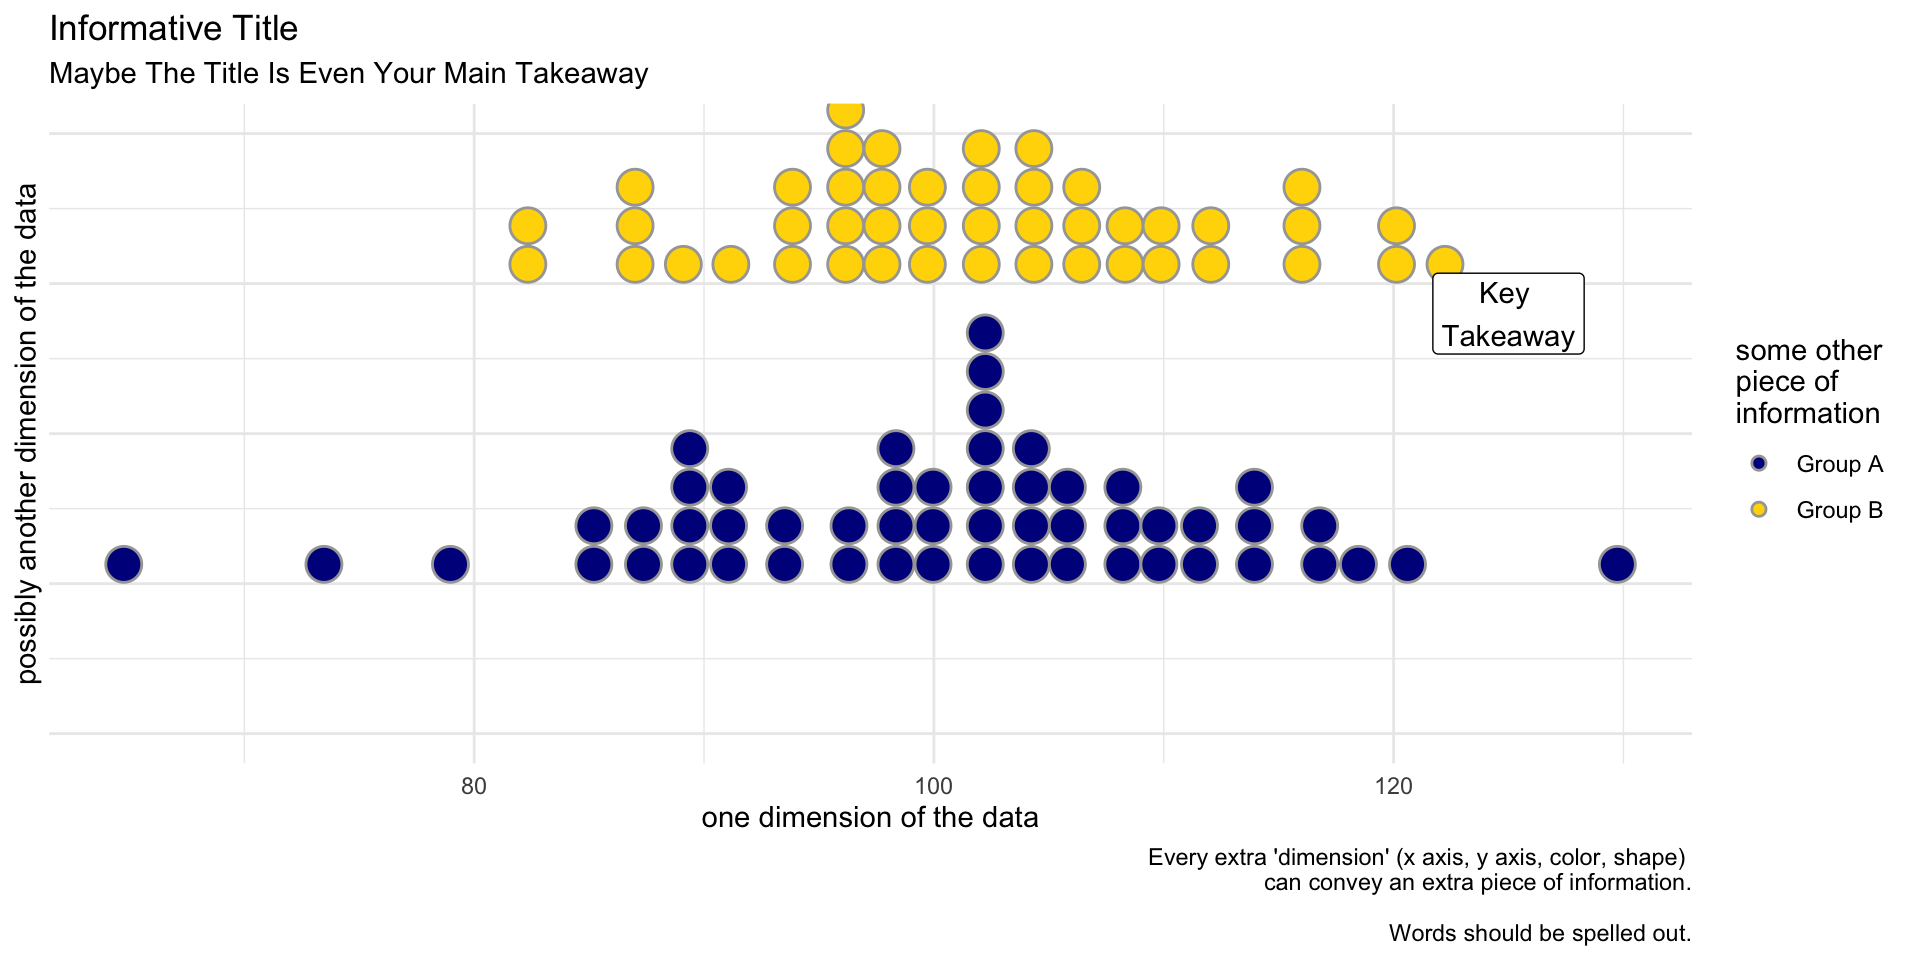 Informative Title
Maybe The Title Is Even Your Main Takeaway
possibly another dimension of the data
Key
Takeaway
some other
piece of
information
Group A
Group B
80
100
120
one dimension of the data
Every extra 'dimension' (x axis, y axis, color, shape)
can convey an extra piece of information.
Words should be spelled out.